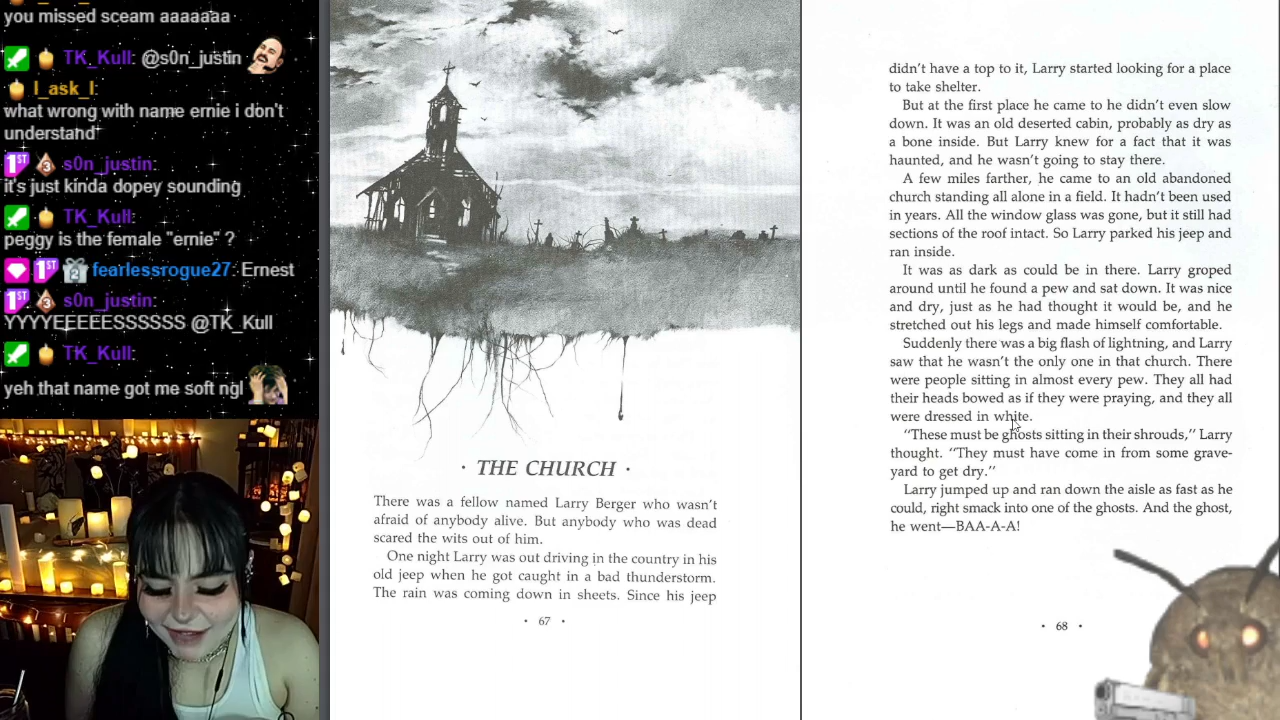 you missed sceam aaaaaaa
TK_Kull: @s0n_justin
I_ask_I:
what wrong with name ernie i don't
understand
1ST 3 s0n_justin:
it's just kinda dopey sounding
TK_Kull:
peggy is the female "ernie" ?
1ST 2 fearlessrogue27: Ernest
1ST 3 s0n_justin:
YYYYEEEEESSSSSS @TK_Kull
TK_Kull:
yeh that name got me soft ngl
· THE CHURCH ·
There was a fellow named Larry Berger who wasn't
afraid of anybody alive. But anybody who was dead
scared the wits out of him.
One night Larry was out driving in the country in his
old jeep when he got caught in a bad thunderstorm.
The rain was coming down in sheets. Since his jeep
· 67 ·
didn't have a top to it, Larry started looking for a place
to take shelter.
But at the first place he came to he didn't even slow
down. It was an old deserted cabin, probably as dry as
a bone inside. But Larry knew for a fact that it was
haunted, and he wasn't going to stay there.
A few miles farther, he came to an old abandoned
church standing all alone in a field. It hadn't been used
in years. All the window glass was gone, but it still had
sections of the roof intact. So Larry parked his jeep and
ran inside.
It was as dark as could be in there. Larry groped
around until he found a pew and sat down. It was nice
and dry, just as he had thought it would be, and he
stretched out his legs and made himself comfortable.
Suddenly there was a big flash of lightning, and Larry
saw that he wasn't the only one in that church. There
were people sitting in almost every pew. They all had
their heads bowed as if they were praying, and they all
were dressed in white.
"These must be ghosts sitting in their shrouds," Larry
thought. "They must have come in from some grave-
yard to get dry."
Larry jumped up and ran down the aisle as fast as he
could, right smack into one of the ghosts. And the ghost,
he went—BAA-A-A!
· 68 ·